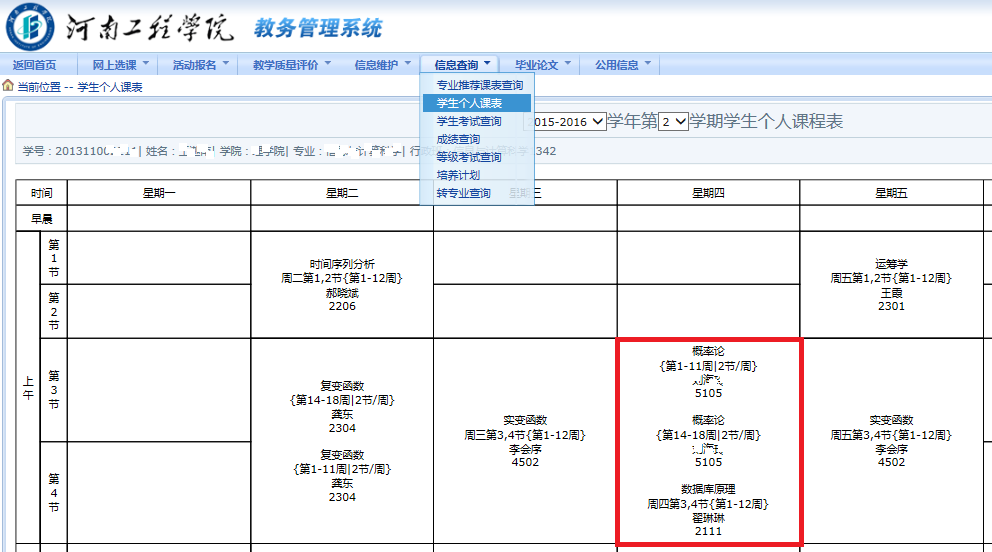 河南工程学院 教务管理系统
返回首页 网上选课 活动报名 教学质量评价 信息维护 信息查询 毕业论文 公用信息
当前位置 -- 学生个人课表
专业推荐课表查询
学生个人课表
学生考试查询
成绩查询
等级考试查询
培养计划
转专业查询
2015-2016 学年第 2 学期学生个人课程表
学号：20131100 | 姓名： | 学院： 学院| 专业： | 行政 342
时间 星期一 星期二 三 星期四 星期五
早晨
上午
第1节
时间序列分析
周二第1,2节{第1-12周}
郝晓斌
2206
运筹学
周五第1,2节{第1-12周}
王霞
2301
第2节
第3节
复变函数
{第14-18周|2节/周}
龚东
2304
复变函数
{第1-11周|2节/周}
龚东
2304
实变函数
周三第3,4节{第1-12周}
李会序
4502
概率论
{第1-11周|2节/周}
5105
概率论
{第14-18周|2节/周}
5105
数据库原理
周四第3,4节{第1-12周}
翟琳琳
2111
实变函数
周五第3,4节{第1-12周}
李会序
4502
第4节